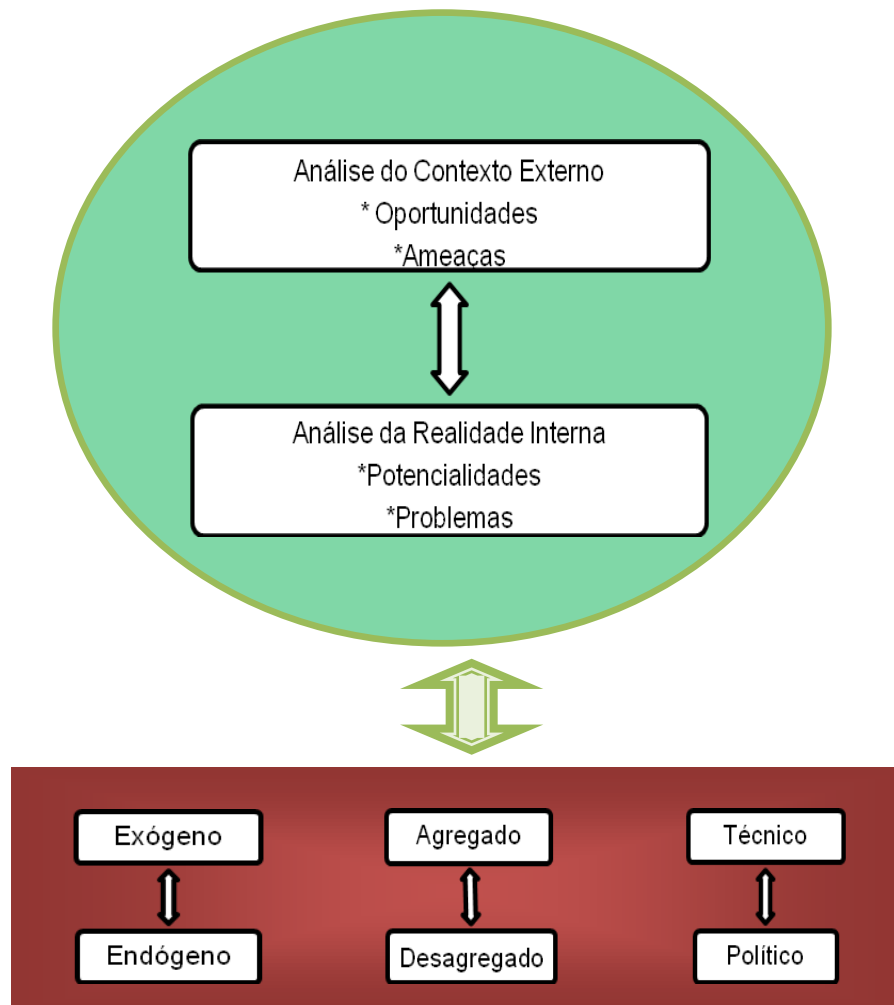 Análise do Contexto Externo
* Oportunidades
*Ameaças
Análise da Realidade Interna
*Potencialidades
*Problemas
Exógeno
Agregado
Técnico
Endógeno
Desagregado
Político